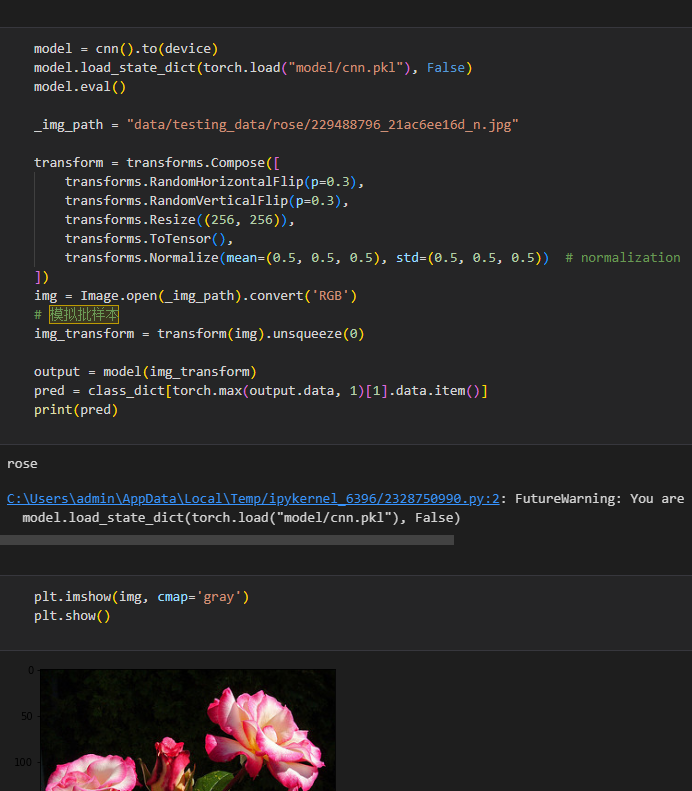 model = cnn().to(device)
model.load_state_dict(torch.load("model/cnn.pkl"), False)
model.eval()
_img_path = "data/testing_data/rose/229488796_21ac6ee16d_n.jpg"
transform = transforms.Compose([
    transforms.RandomHorizontalFlip(p=0.3),
    transforms.RandomVerticalFlip(p=0.3),
    transforms.Resize((256, 256)),
    transforms.ToTensor(),
    transforms.Normalize(mean=(0.5, 0.5, 0.5), std=(0.5, 0.5, 0.5))  # normalization
])
img = Image.open(_img_path).convert('RGB')
# 模拟批样本
img_transform = transform(img).unsqueeze(0)
output = model(img_transform)
pred = class_dict[torch.max(output.data, 1)[1].data.item()]
print(pred)
rose
C:\Users\admin\AppData\Local\Temp/ipykernel_6396/2328750990.py:2: FutureWarning: You are
  model.load_state_dict(torch.load("model/cnn.pkl"), False)
plt.imshow(img, cmap='gray')
plt.show()
0
50
100